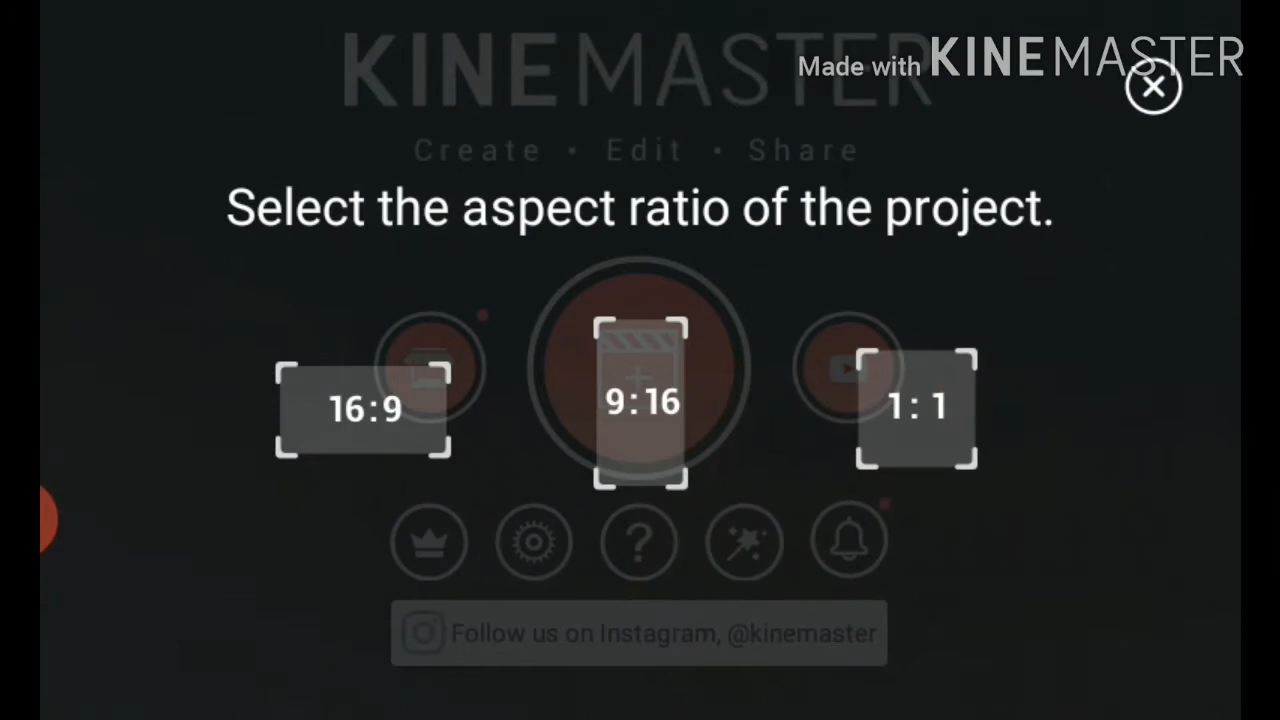 KINEMASTER
Made with KINEMASTER
Create • Edit • Share
Select the aspect ratio of the project.
16:9
9:16
1:1
?
Follow us on Instagram, @kinemaster